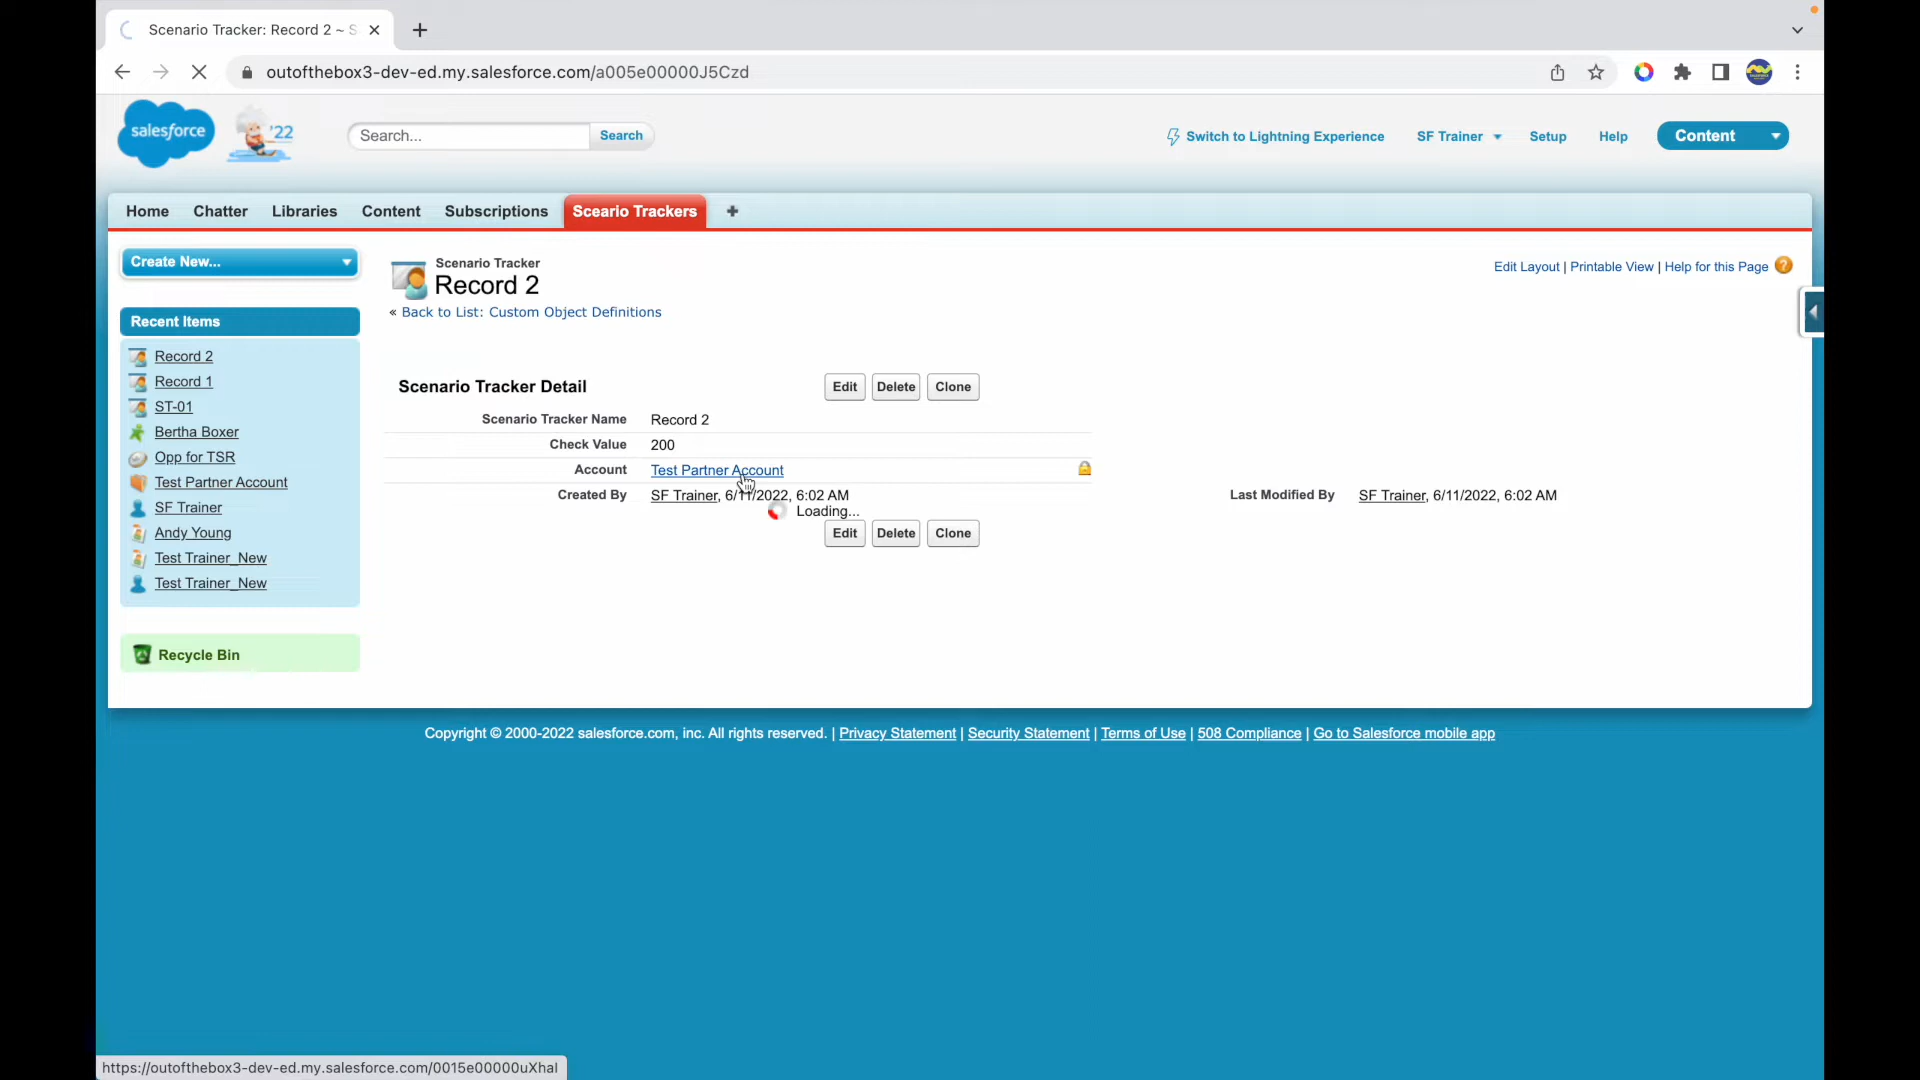 Scenario Tracker: Record 2 ~ S
outofthebox3-dev-ed.my.salesforce.com/a005e00000J5Czd
salesforce
'22
Search...
Search
Switch to Lightning Experience
SF Trainer
Setup
Help
Content
Home
Chatter
Libraries
Content
Subscriptions
Sceario Trackers
Create New...
Recent Items
Record 2
Record 1
ST-01
Bertha Boxer
Opp for TSR
Test Partner Account
SF Trainer
Andy Young
Test Trainer_New
Test Trainer_New
Recycle Bin
Scenario Tracker
Record 2
« Back to List: Custom Object Definitions
Edit Layout | Printable View | Help for this Page ?
Scenario Tracker Detail
Edit Delete Clone
Scenario Tracker Name Record 2
Check Value 200
Account Test Partner Account
Created By SF Trainer, 6/11/2022, 6:02 AM Last Modified By SF Trainer, 6/11/2022, 6:02 AM
Loading...
Edit Delete Clone
Copyright © 2000-2022 salesforce.com, inc. All rights reserved. | Privacy Statement | Security Statement | Terms of Use | 508 Compliance | Go to Salesforce mobile app
https://outofthebox3-dev-ed.my.salesforce.com/0015e00000uXhaI